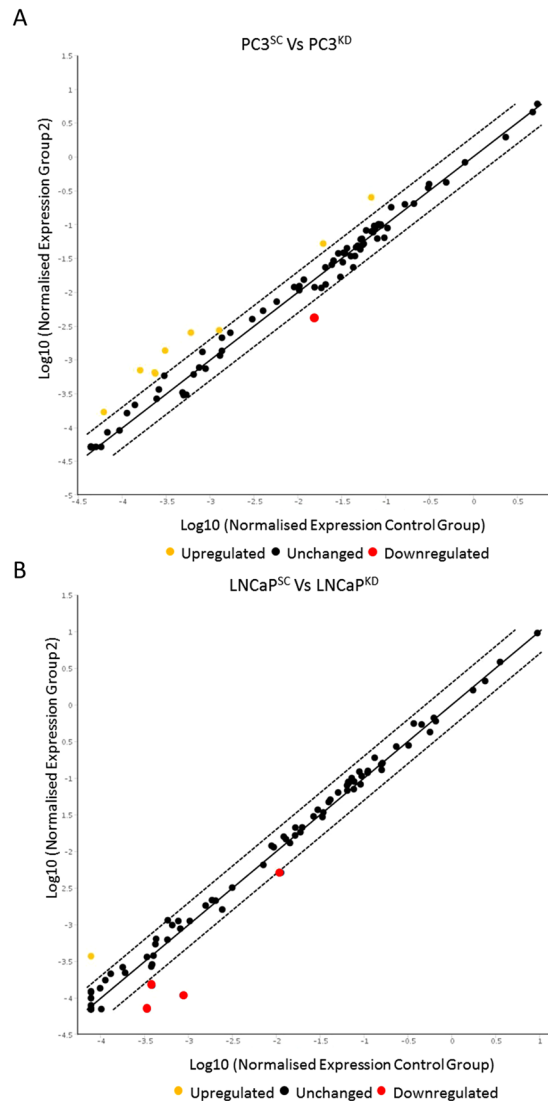 A
PC3SC Vs PC3KD
1.5
1
0.5
0
-0.5
-1
-1.5
-2
-2.5
-3
-3.5
-4
-4.5
-5
Log10 (Normalised Expression Group 2)
-4.5 -4 -3.5 -3 -2.5 -2 -1.5 -1 -0.5 0 0.5
Log10 (Normalised Expression Control Group)
Upregulated Unchanged Downregulated
B
LNCaPSC Vs LNCaPKD
1.5
1
0.5
0
-0.5
-1
-1.5
-2
-2.5
-3
-3.5
-4
-4.5
Log10 (Normalised Expression Group 2)
-4 -3.5 -3 -2.5 -2 -1.5 -1 -0.5 0 0.5 1
Log10 (Normalised Expression Control Group)
Upregulated Unchanged Downregulated